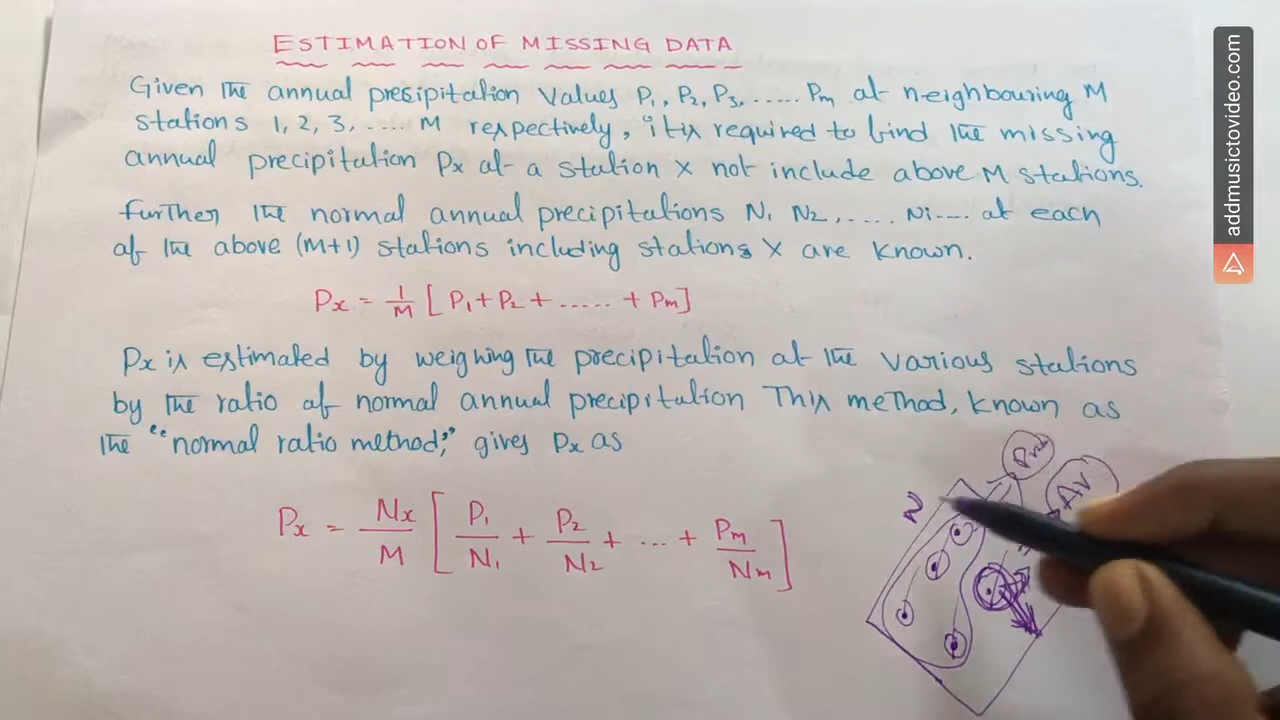 ESTIMATION OF MISSING DATA
Given the annual precipitation values P1, P2, P3, ..... Pm at neighbouring M
stations 1, 2, 3, .... M respectively, it is required to find the missing
annual precipitation Px at a station X not include above M stations.
Further the normal annual precipitations N1 N2, .... Ni.... at each
of the above (M+1) stations including stations X are known.
Px = 1/M [P1 + P2 + ...... + Pm]
Px is estimated by weighing the precipitation at the various stations
by the ratio of normal annual precipitation This method, known as
the "normal ratio method," gives Px as
Px = Nx/M [P1/N1 + P2/N2 + ... + Pm/Nm]
N
AV
addmusictovideo.com